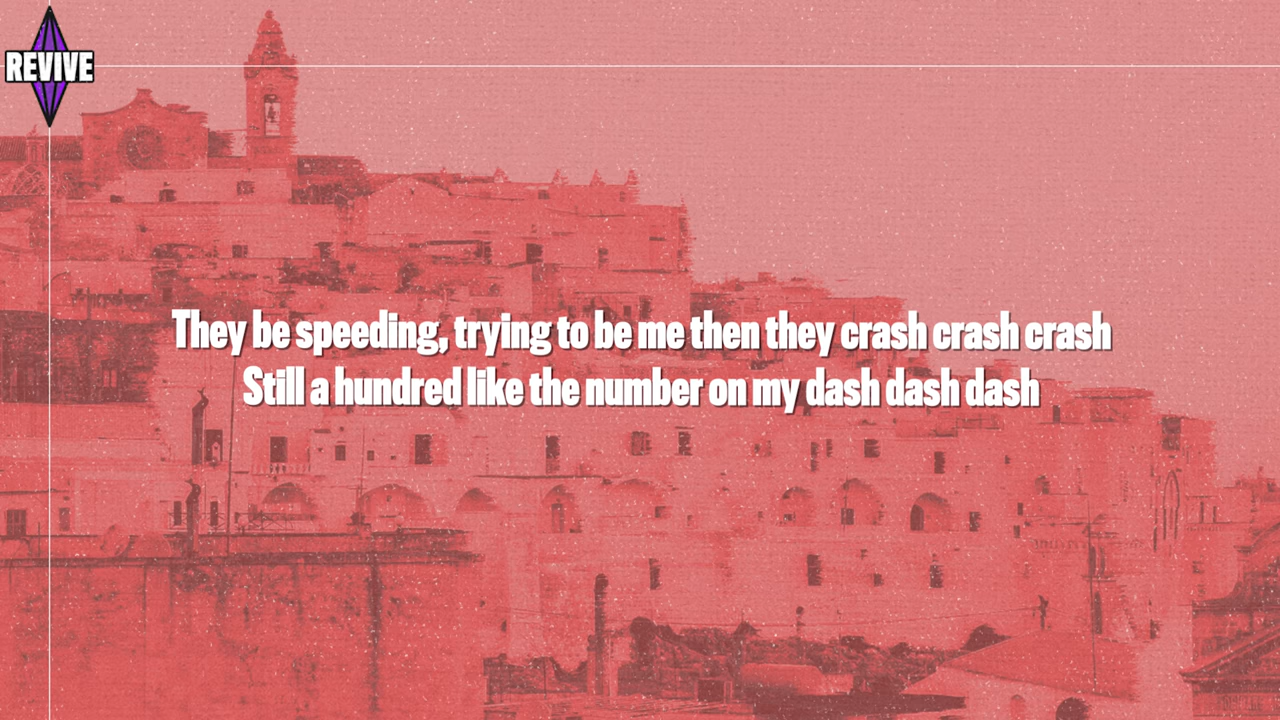 REVIVE
They be speeding, trying to be me then they crash crash crash
Still a hundred like the number on my dash dash dash